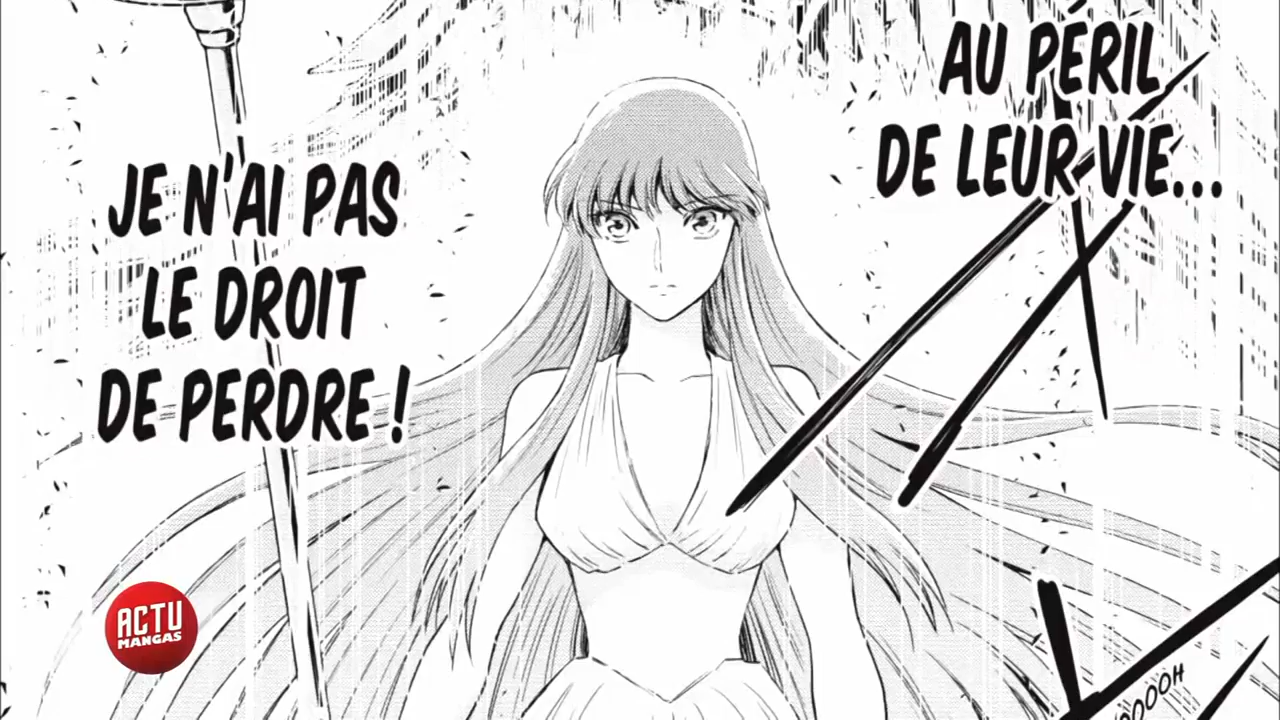 AU PÉRIL
DE LEUR VIE...
JE N'AI PAS
LE DROIT
DE PERDRE !
ACTU
MANGAS